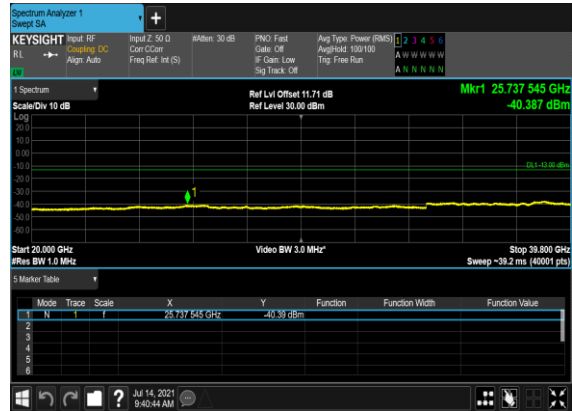 Spectrum Analyzer 1
Swept SA
KEYSIGHT
RL
Input: RF
Coupling: DC
Align: Auto
Input Z: 50 Ω
Corr CCorr
Freq Ref: Int (S)
#Atten: 30 dB
PNO: Fast
Gate: Off
IF Gain: Low
Sig Track: Off
Avg Type: Power (RMS)
Avg|Hold: 100/100
Trig: Free Run
1 2 3 4 5 6
A W W W W W
A N N N N N
1 Spectrum
Scale/Div 10 dB
Ref Lvl Offset 11.71 dB
Ref Level 30.00 dBm
Mkr1 25.737 545 GHz
-40.387 dBm
Log
20.0
10.0
0.00
-10.0
-20.0
-30.0
-40.0
-50.0
-60.0
DL1 -13.00 dBm
1
Start 20.000 GHz
#Res BW 1.0 MHz
Video BW 3.0 MHz*
Stop 39.800 GHz
Sweep ~39.2 ms (40001 pts)
5 Marker Table
Mode Trace Scale X Y Function Function Width Function Value
1 N 1 f 25.737 545 GHz -40.39 dBm
2
3
4
5
6
Jul 14, 2021
9:40:44 AM